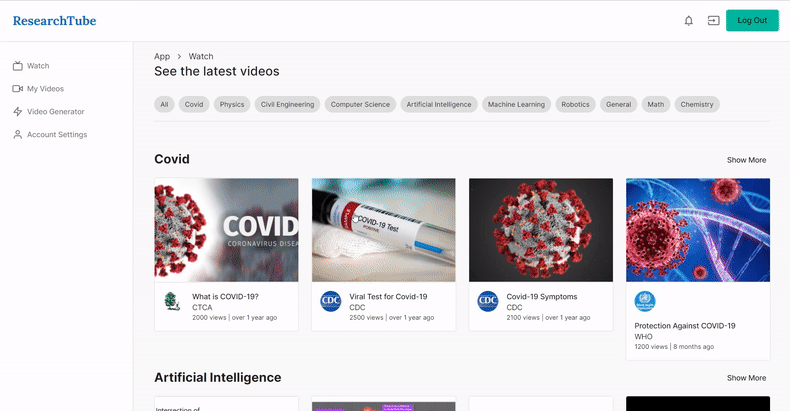 ResearchTube
Log Out
Watch
My Videos
Video Generator
Account Settings
App > Watch
See the latest videos
All
Covid
Physics
Civil Engineering
Computer Science
Artificial Intelligence
Machine Learning
Robotics
General
Math
Chemistry
Covid
Show More
COVID
CORONAVIRUS DISEA
COVID-19 Test
POSITIVE
What is COVID-19?
CTCA
2000 views | over 1 year ago
CDC
Viral Test for Covid-19
CDC
2500 views | over 1 year ago
CDC
Covid-19 Symptoms
CDC
2100 views | over 1 year ago
Protection Against COVID-19
WHO
1200 views | 8 months ago
Artificial Intelligence
Show More
Intersection of